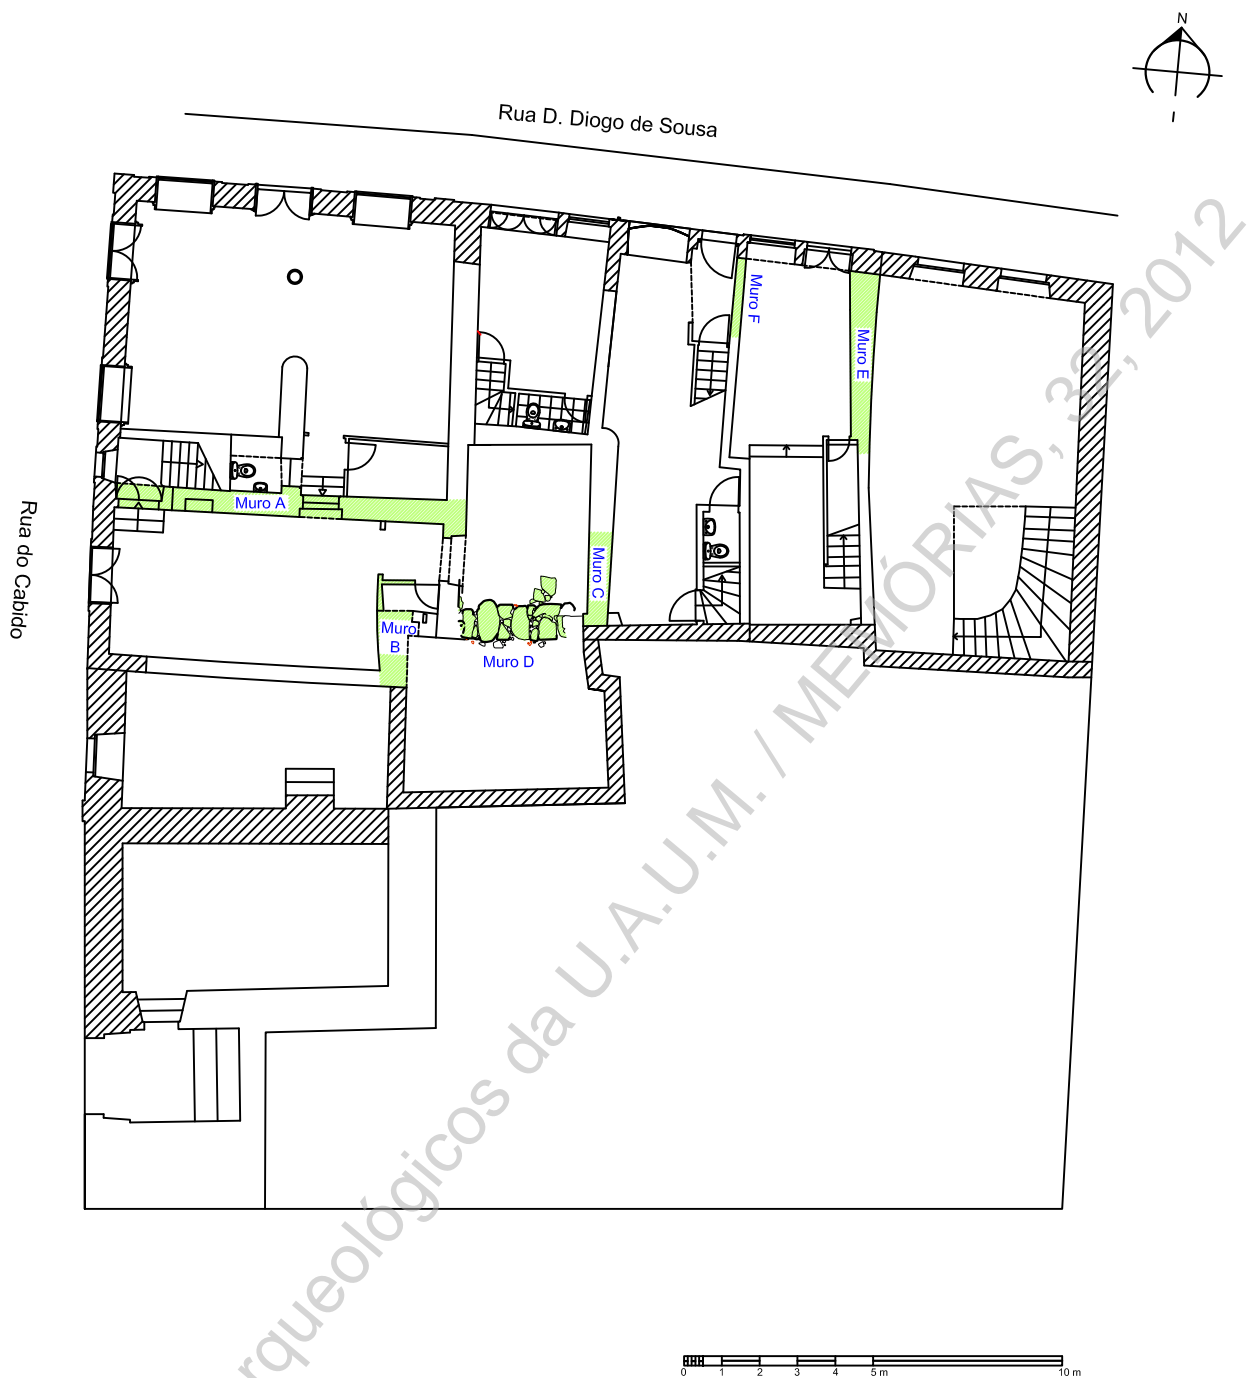 N
Rua D. Diogo de Sousa
Muro F
Muro E
Muro A
Rua do Cabido
Muro C
Muro
B
Muro D
rqueológicos da U.A.U.M. / MEMÓRIAS, 32, 2012
0 1 2 3 4 5 m 10 m